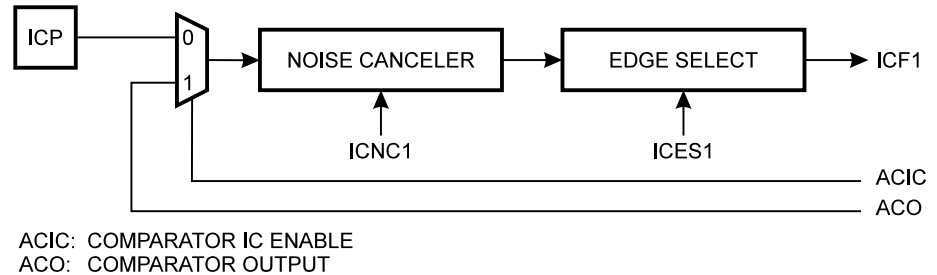 ICP
0
1
NOISE CANCELER
EDGE SELECT
ICF1
ICNC1
ICES1
ACIC
ACO
ACIC: COMPARATOR IC ENABLE
ACO: COMPARATOR OUTPUT